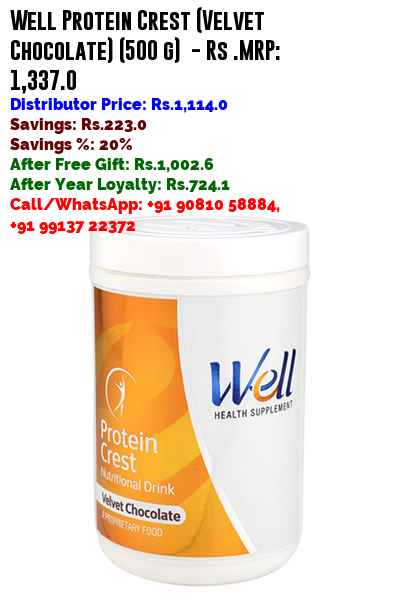 Well Protein Crest (Velvet
Chocolate) (500 g) - Rs .MRP:
1,337.0
Distributor Price: Rs.1,114.0
Savings: Rs.223.0
Savings %: 20%
After Free Gift: Rs.1,002.6
After Year Loyalty: Rs.724.1
Call/WhatsApp: +91 90810 58884,
+91 99137 22372
Well
HEALTH SUPPLEMENT
Protein
Crest
Nutritional Drink
Velvet Chocolate
A PROPRIETARY FOOD